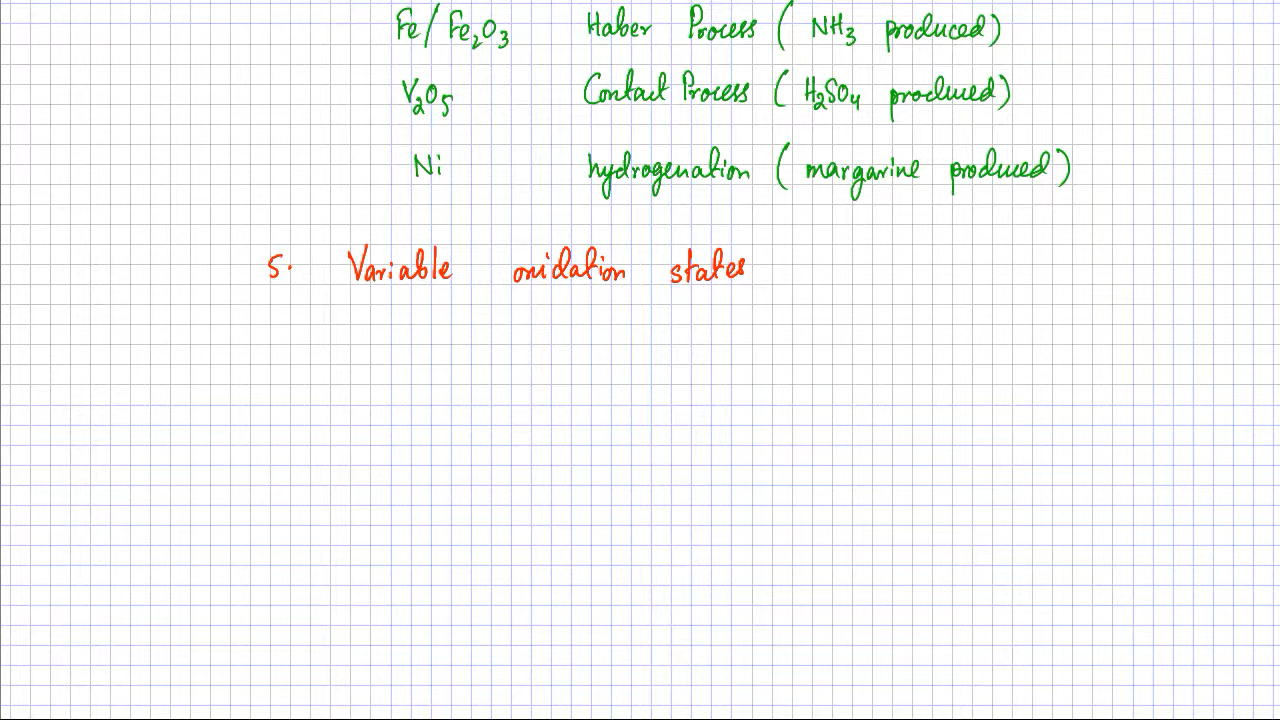 Fe/Fe₂O₃ Haber Process (NH₃ produced)
V₂O₅ Contact Process (H₂SO₄ produced)
Ni hydrogenation (margarine produced)
5. Variable oxidation states